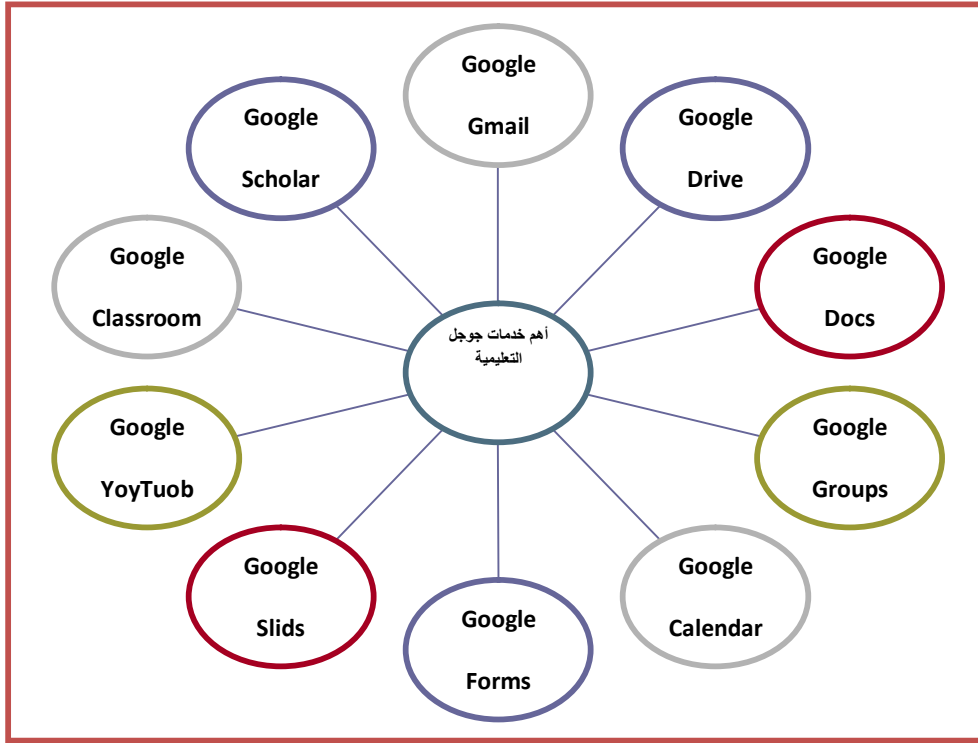 Google
Gmail
Google
Drive
Google
Docs
Google
Groups
Google
Calendar
Google
Forms
Google
Slids
Google
YoyTuob
Google
Classroom
Google
Scholar
أهم خدمات جوجل
التعليمية